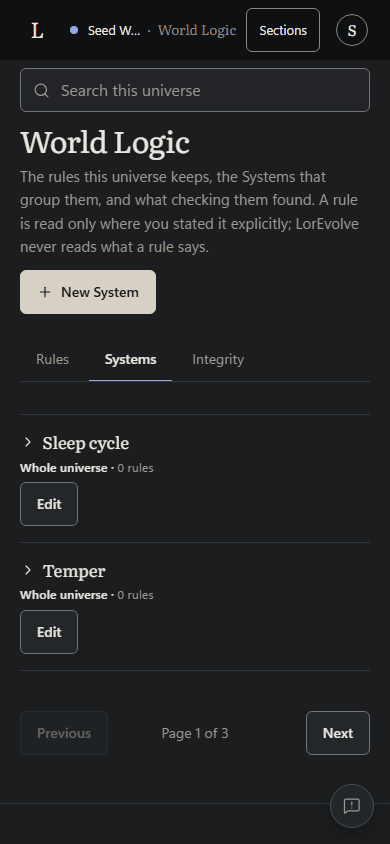 L
Seed W... · World Logic
Sections
S
Search this universe
World Logic
The rules this universe keeps, the Systems that
group them, and what checking them found. A rule
is read only where you stated it explicitly; LorEvolve
never reads what a rule says.
+ New System
Rules
Systems
Integrity
Sleep cycle
Whole universe · 0 rules
Edit
Temper
Whole universe · 0 rules
Edit
Previous
Page 1 of 3
Next